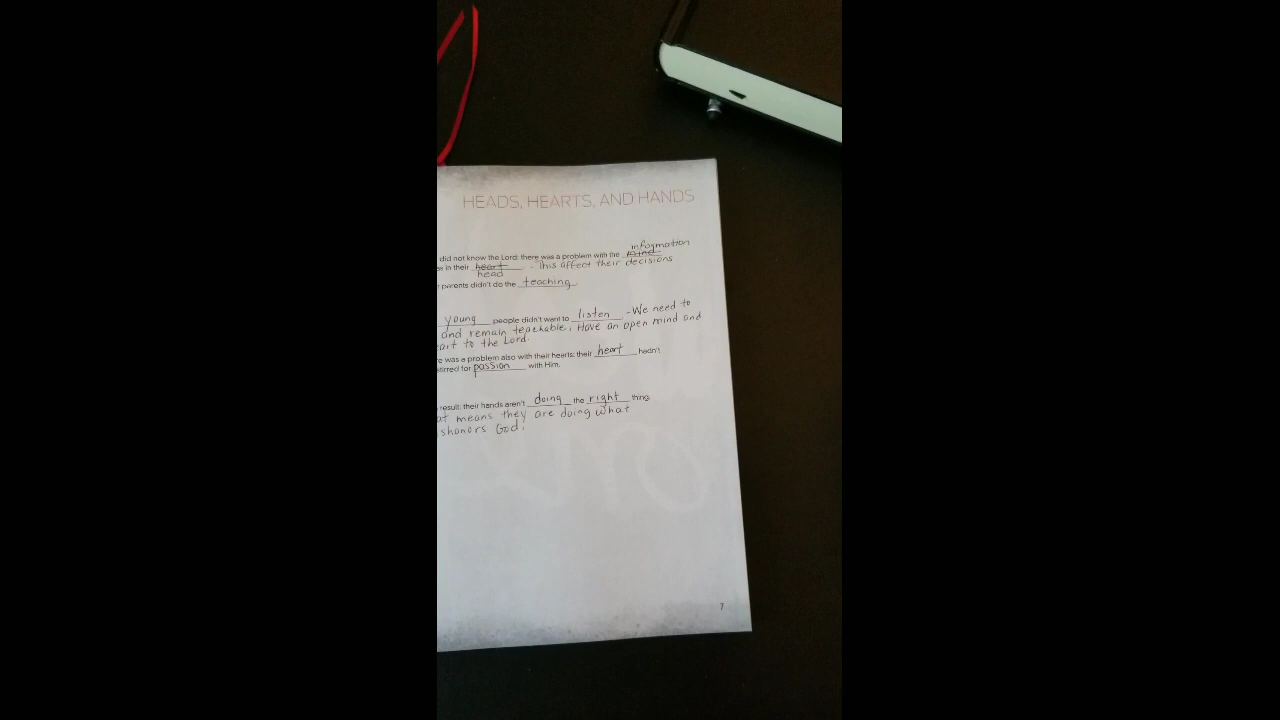 HEADS, HEARTS, AND HANDS
information
did not know the Lord: there was a problem with the mind
in their heart - This affect their decisions
head
parents didn't do the teaching
young people didn't want to listen - We need to
and remain teachable. Have an open mind and
to the Lord.
was a problem also with their hearts: their heart hadn't
for passion with Him.
result: their hands aren't doing the right thing.
means they are doing what
God.
7